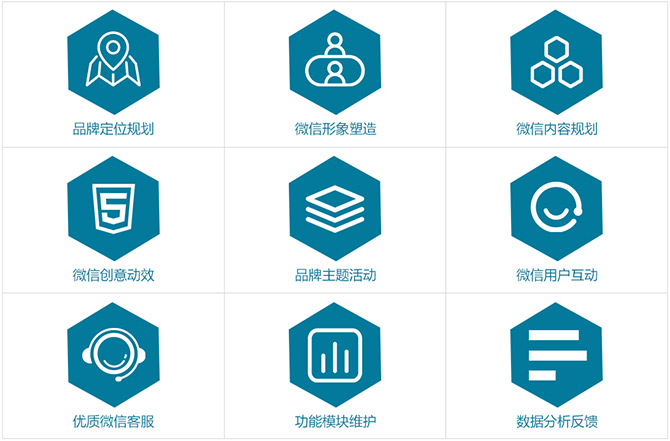 品牌定位规划
微信形象塑造
微信内容规划
5
微信创意动效
品牌主题活动
微信用户互动
优质微信客服
功能模块维护
数据分析反馈